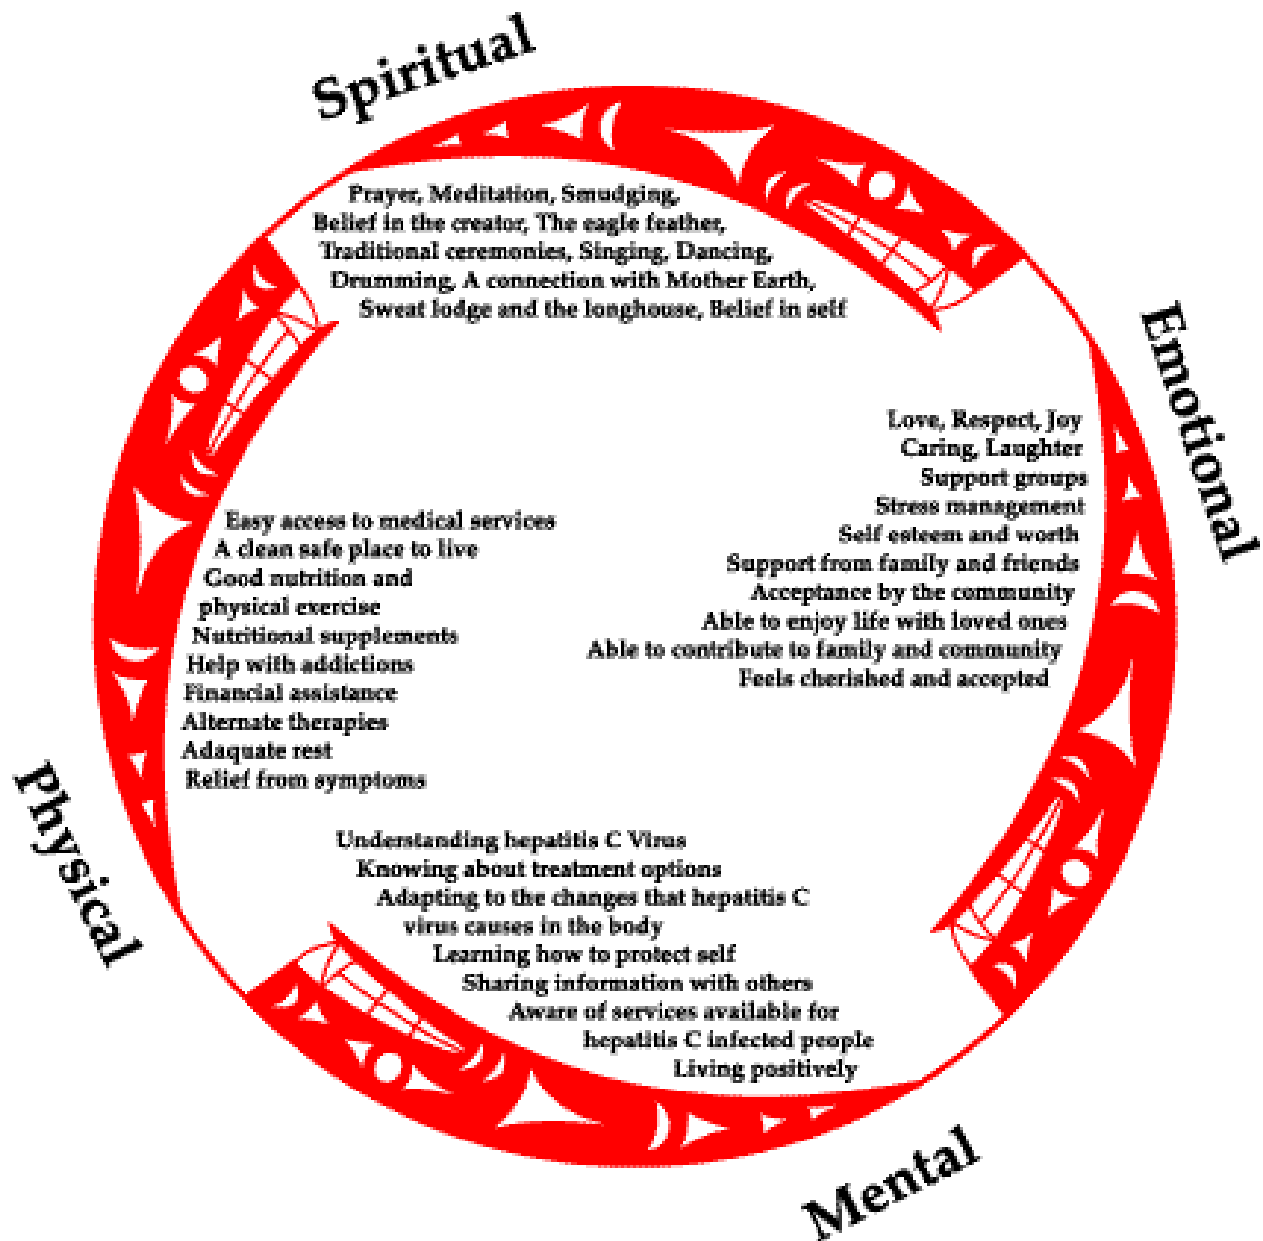 Spiritual
Prayer, Meditation, Smudging,
Belief in the creator, The eagle feather,
Traditional ceremonies, Singing, Dancing,
Drumming, A connection with Mother Earth,
Sweat lodge and the longhouse, Belief in self
Emotional
Love, Respect, Joy
Caring, Laughter
Support groups
Stress management
Self esteem and worth
Support from family and friends
Acceptance by the community
Able to enjoy life with loved ones
Able to contribute to family and community
Feels cherished and accepted
Physical
Easy access to medical services
A clean safe place to live
Good nutrition and
physical exercise
Nutritional supplements
Help with addictions
Financial assistance
Alternate therapies
Adaquate rest
Relief from symptoms
Mental
Understanding hepatitis C Virus
Knowing about treatment options
Adapting to the changes that hepatitis C
virus causes in the body
Learning how to protect self
Sharing information with others
Aware of services available for
hepatitis C infected people
Living positively